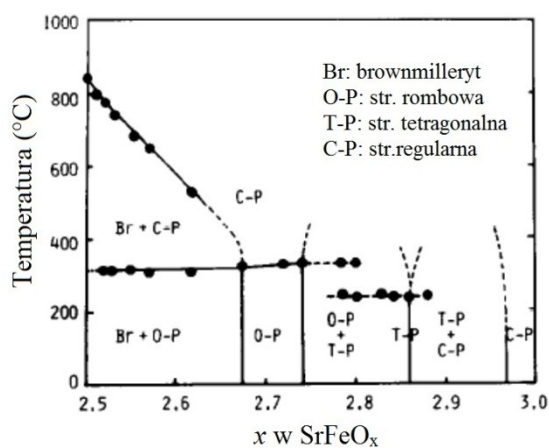 1000
800
600
400
200
0
Temperatura (°C)
Br: brownmilleryt
O-P: str. rombowa
T-P: str. tetragonalna
C-P: str.regularna
C-P
Br + C-P
Br + O-P
O-P
O-P
+
T-P
T-P
T-P
+
C-P
C-P
2.5
2.6
2.7
2.8
2.9
3.0
x w SrFeOₓ